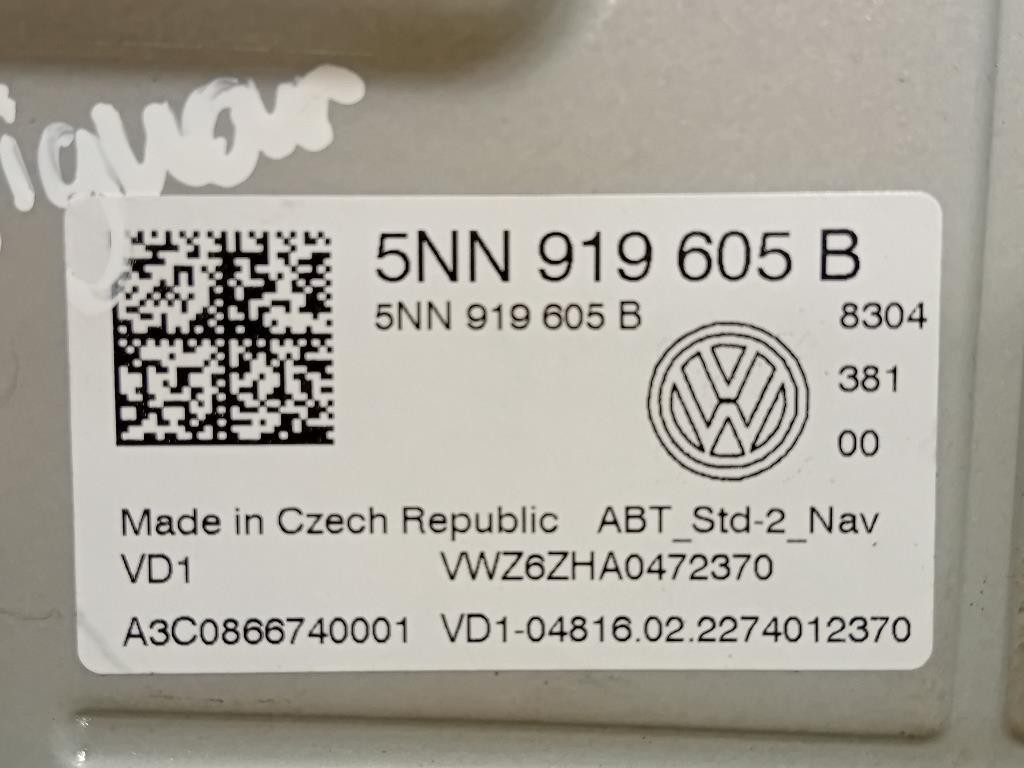 iguan
5NN 919 605 B
5NN 919 605 B
8304
381
00
Made in Czech Republic ABT_Std-2_Nav
VD1 VWZ6ZHA0472370
A3C0866740001 VD1-04816.02.2274012370